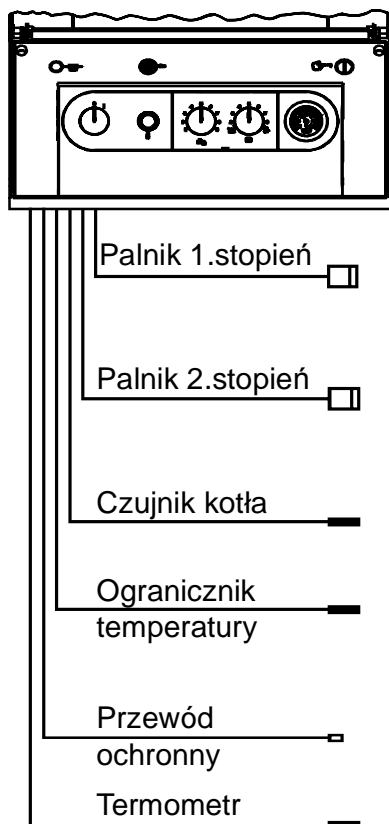 Palnik 1.stopień
Palnik 2.stopień
Czujnik kotła
Ogranicznik
temperatury
Przewód
ochronny
Termometr